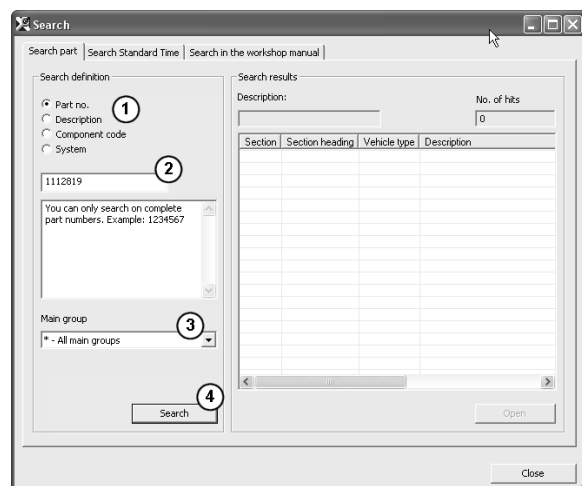 Search
Search part Search Standard Time Search in the workshop manual
Search definition
Part no.
Description
Component code
System
1
2
1112819
You can only search on complete
part numbers. Example: 1234567
Main group
3
* - All main groups
4
Search
Search results
Description:
No. of hits
0
Section Section heading Vehicle type Description
Open
Close